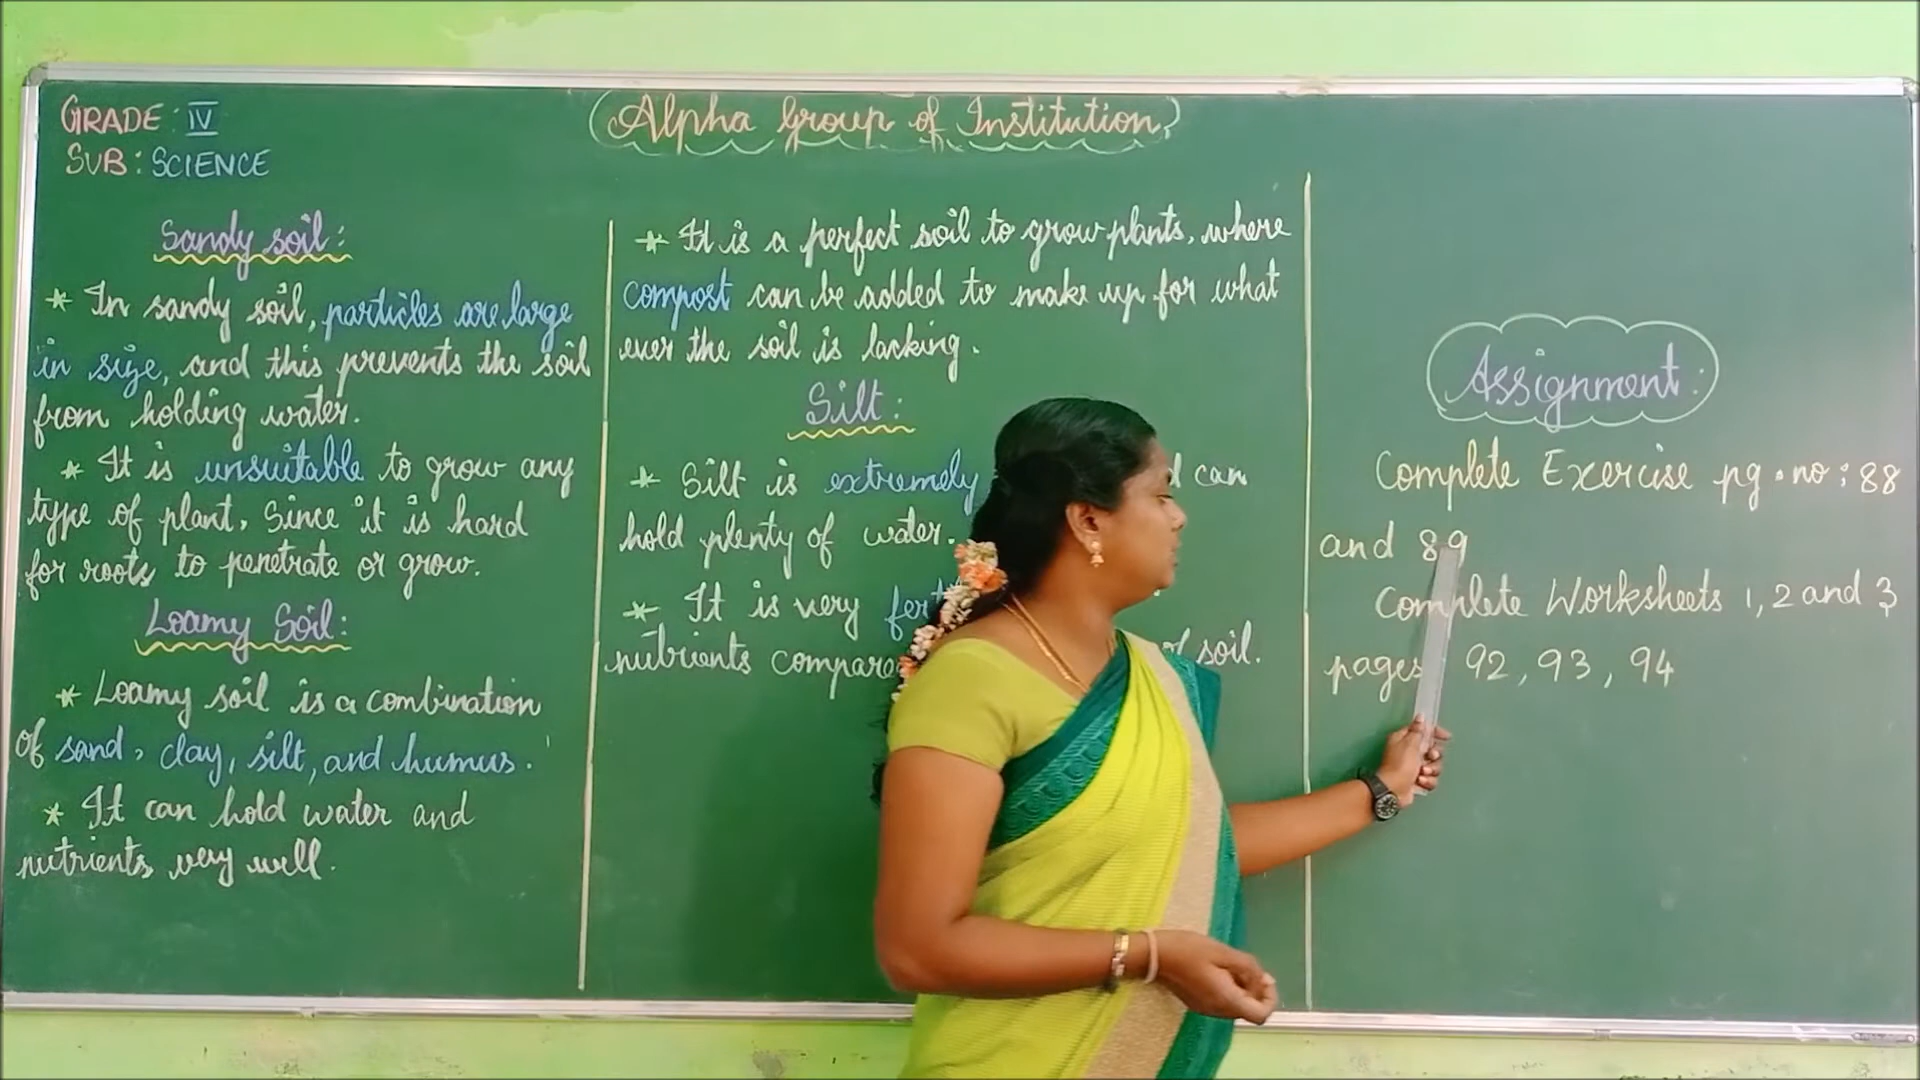 GRADE: IV
SUB: SCIENCE
(Alpha Group of Institution)
Sandy soil:
* In sandy soil, particles are large
in size, and this prevents the soil
from holding water.
* It is unsuitable to grow any
type of plant. Since it is hard
for roots to penetrate or grow.
Loamy Soil:
* Loamy soil is a combination
of sand, clay, silt, and humus.
* It can hold water and
nutrients very well.
* It is a perfect soil to grow plants, where
compost can be added to make up for what
ever the soil is lacking.
Silt:
* Silt is extremely can
hold plenty of water.
* It is very
nutrients of soil.
Assignment:
Complete Exercise pg.no: 88
and 89
Complete Worksheets 1, 2 and 3
pages 92, 93, 94